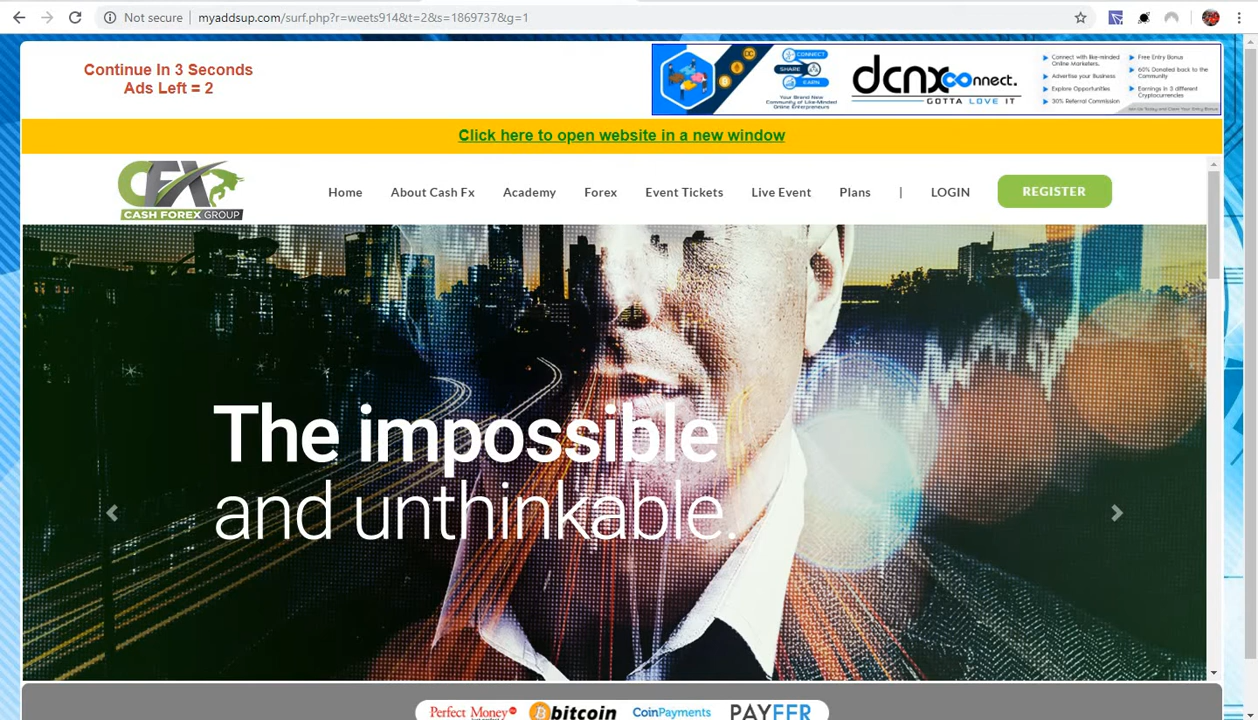 Not secure | myaddsup.com/surf.php?r=weets914&t=2&s=1869737&g=1
Continue In 3 Seconds
Ads Left = 2
CONNECT
SHARE
EARN
Your Brand New
Community of Like-Minded
Online Entrepreneurs
dcnxconnect.
GOTTA LOVE IT
Connect with like-minded
Online Marketers.
Advertise your Business
Explore Opportunities
30% Referral Commission
Free Entry Bonus
60% Donated back to the
Community
Earnings in 3 different
Cryptocurrencies
Click here to open website in a new window
CFX
CASH FOREX GROUP
Home About Cash Fx Academy Forex Event Tickets Live Event Plans | LOGIN REGISTER
The impossible
and unthinkable.
Perfect Money bitcoin CoinPayments PAYEER